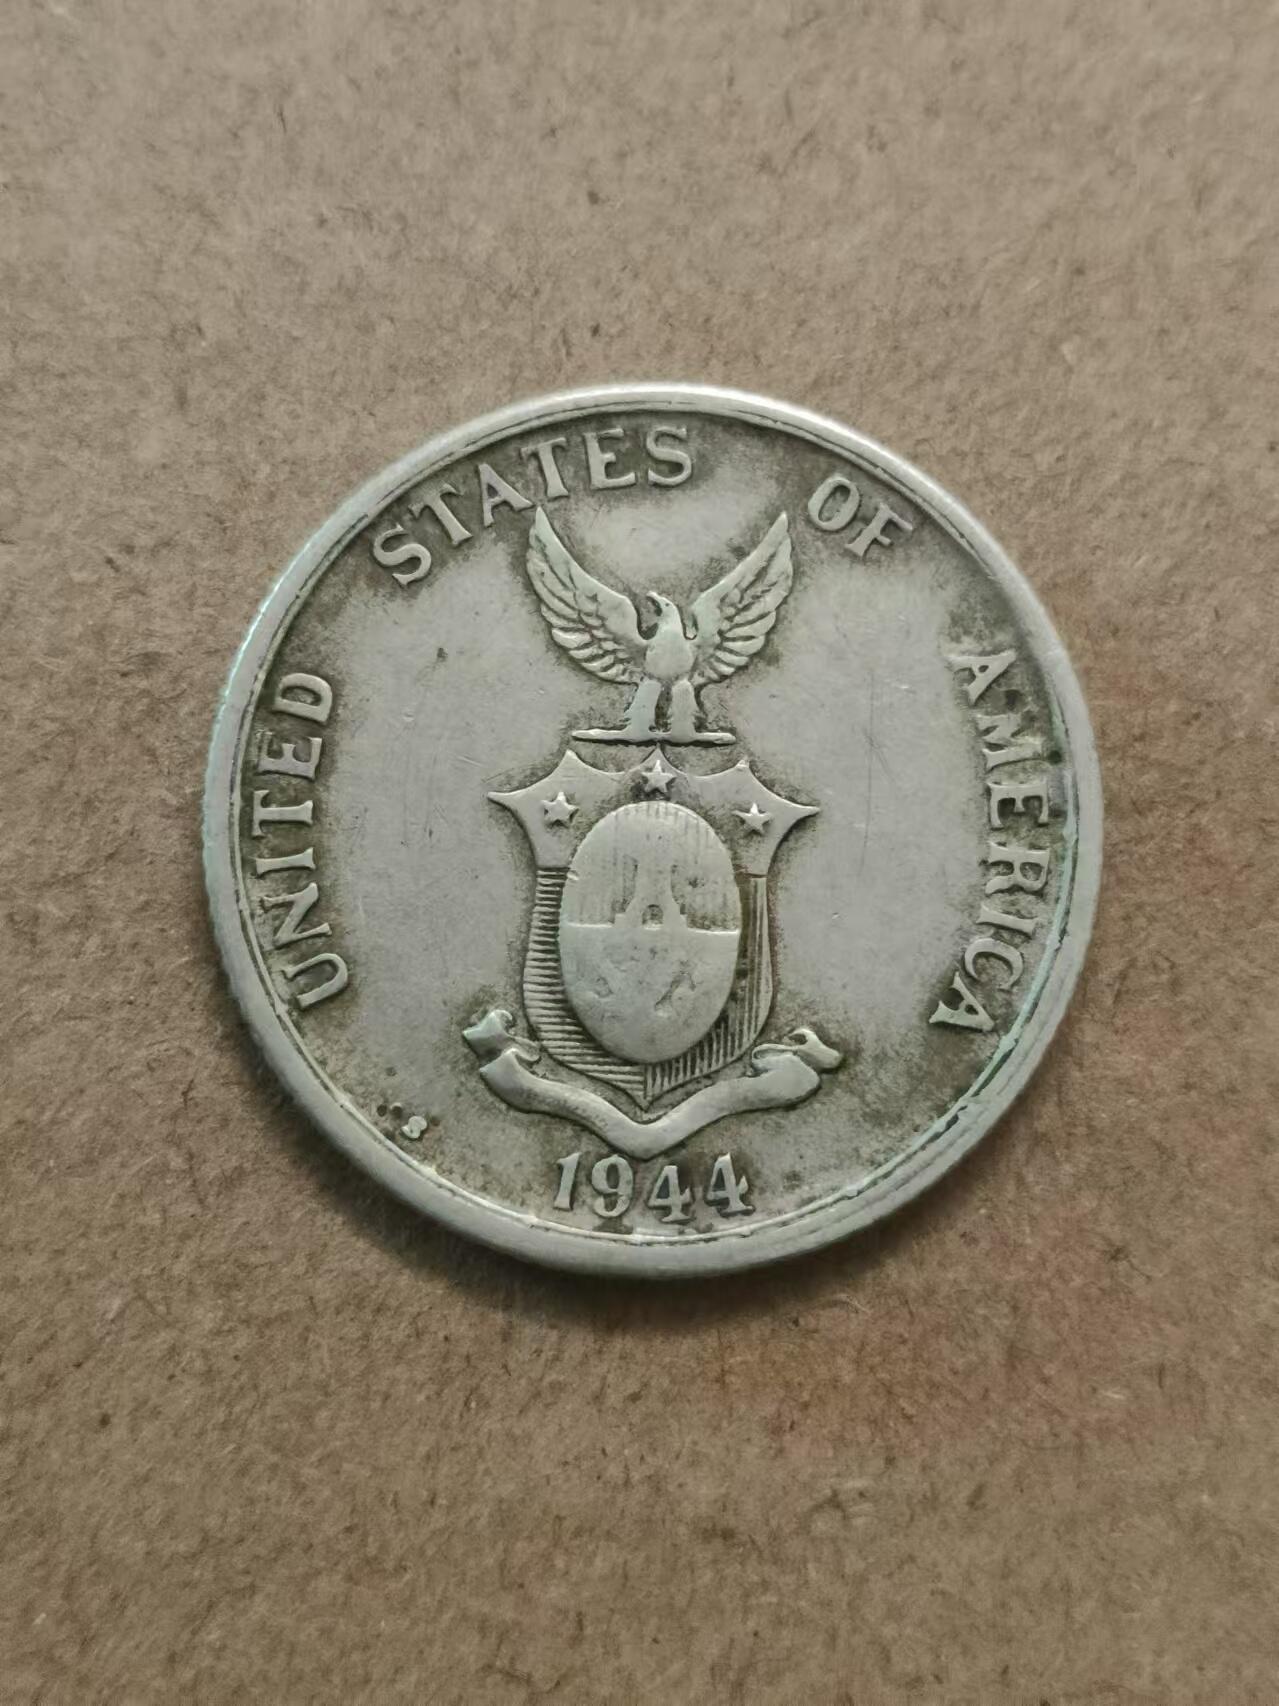 UNITED STATES OF AMERICA
S
1944